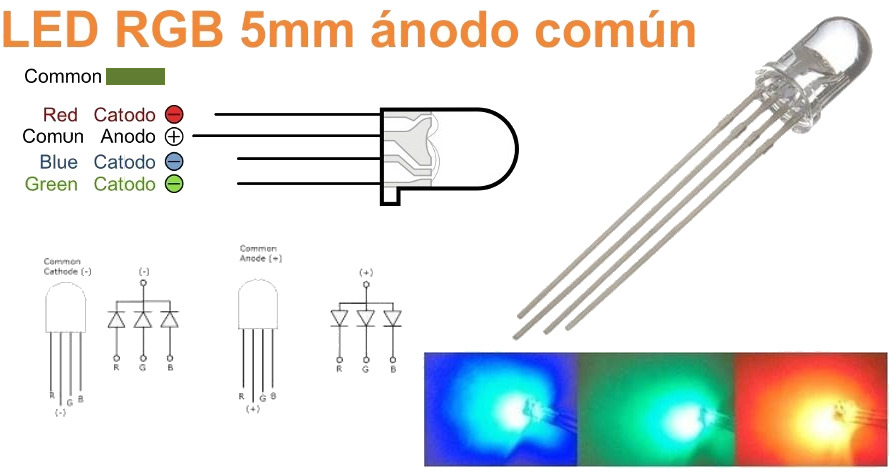 LED RGB 5mm ánodo común
Common
Red Catodo −
Comun Anodo +
Blue Catodo −
Green Catodo −
Common
Cathode (-)
(-)
R G B
R G B
(-)
Common
Anode (+)
(+)
R G B
R G B
(+)